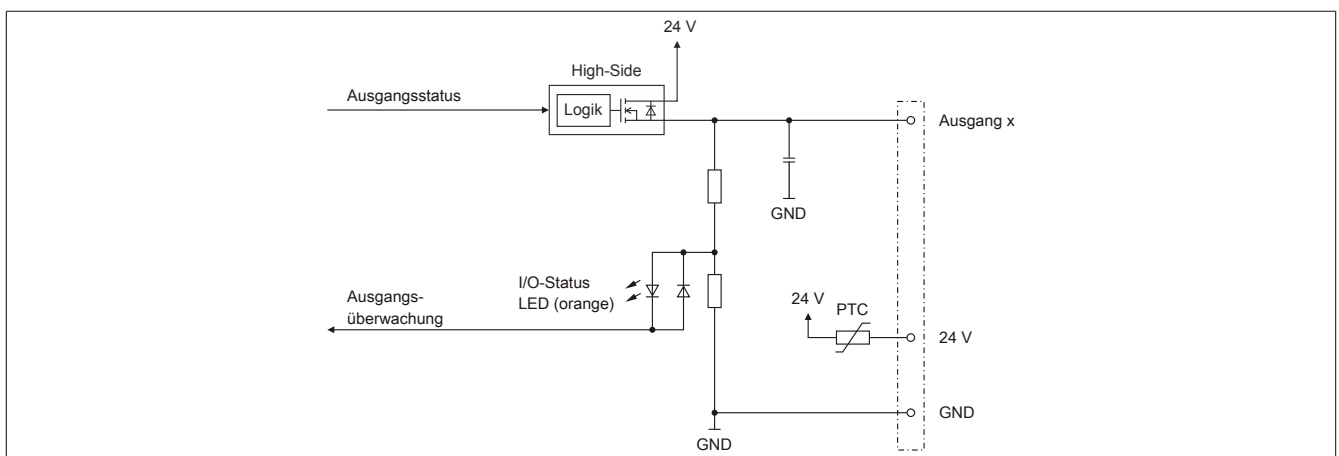 24 V
High-Side
Ausgangsstatus
Logik
Ausgang x
GND
I/O-Status
LED (orange)
Ausgangs-
überwachung
24 V
PTC
24 V
GND
GND